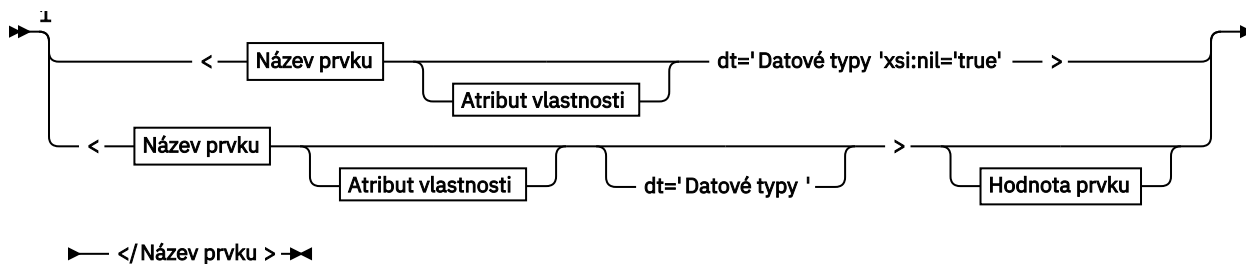 1
< Název prvku dt='Datové typy 'xsi:nil='true' >
Atribut vlastnosti
< Název prvku >
Atribut vlastnosti dt='Datové typy ' Hodnota prvku
</Název prvku >